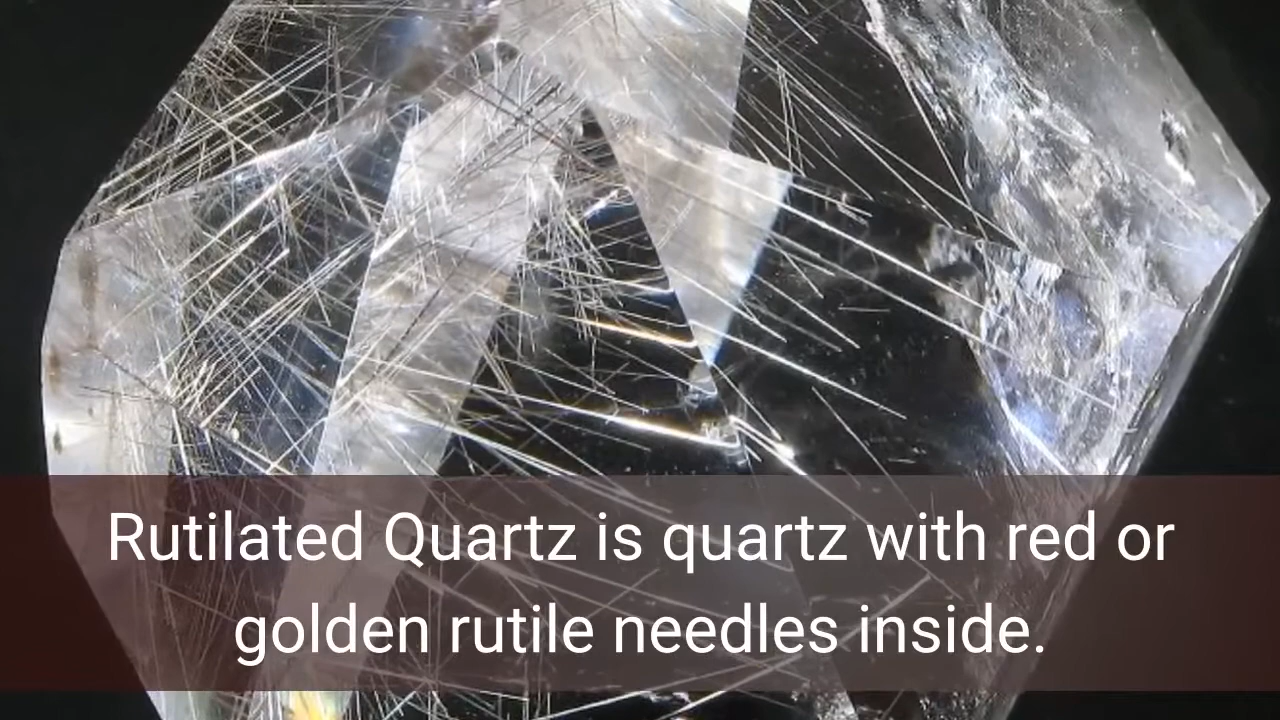 Rutilated Quartz is quartz with red or
golden rutile needles inside.